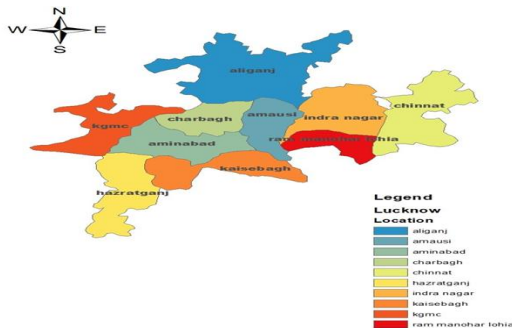 N
W E
S
aliganj
chinnat
amausi
indra nagar
charbagh
kgmc
ram manohar lohia
aminabad
kaisebagh
hazratganj
Legend
Lucknow
Location
aliganj
amausi
aminabad
charbagh
chinnat
hazratganj
indra nagar
kaisebagh
kgmc
ram manohar lohia